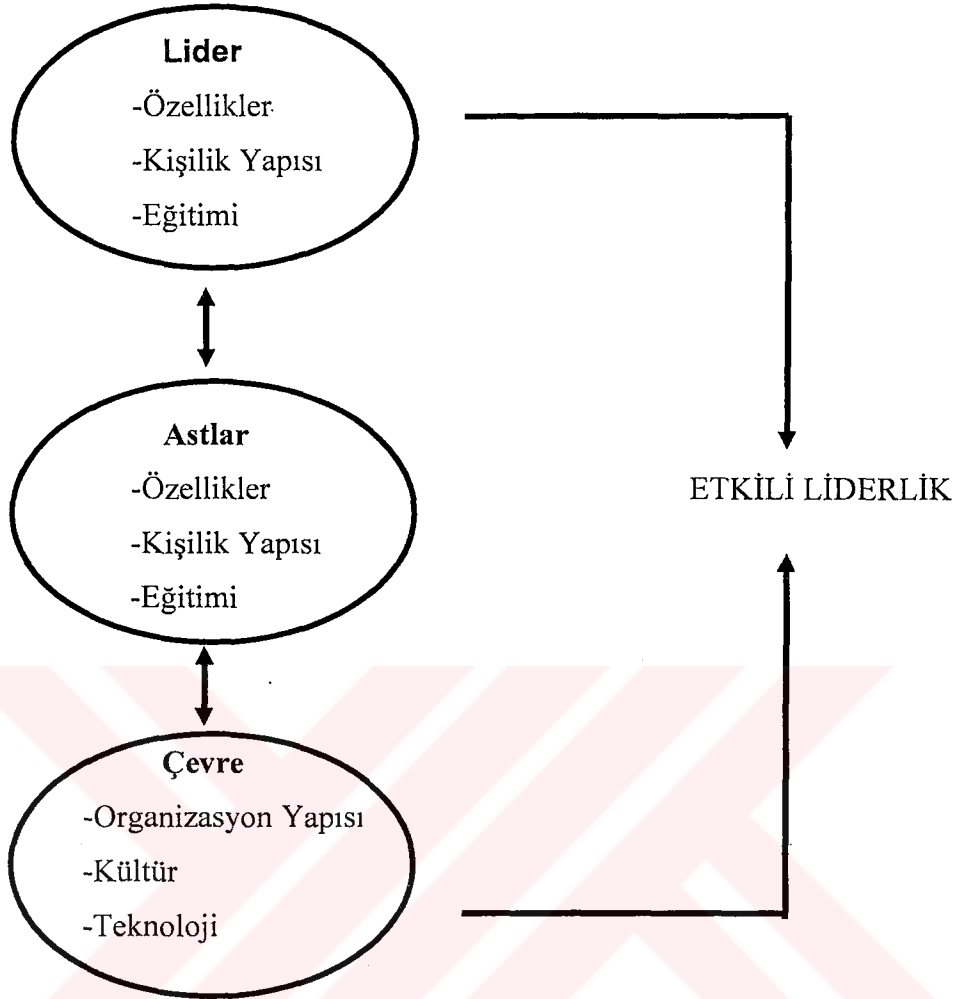 Lider
-Özellikler
-Kişilik Yapısı
-Eğitimi
Astlar
-Özellikler
-Kişilik Yapısı
-Eğitimi
ETKİLİ LİDERLİK
Çevre
-Organizasyon Yapısı
-Kültür
-Teknoloji